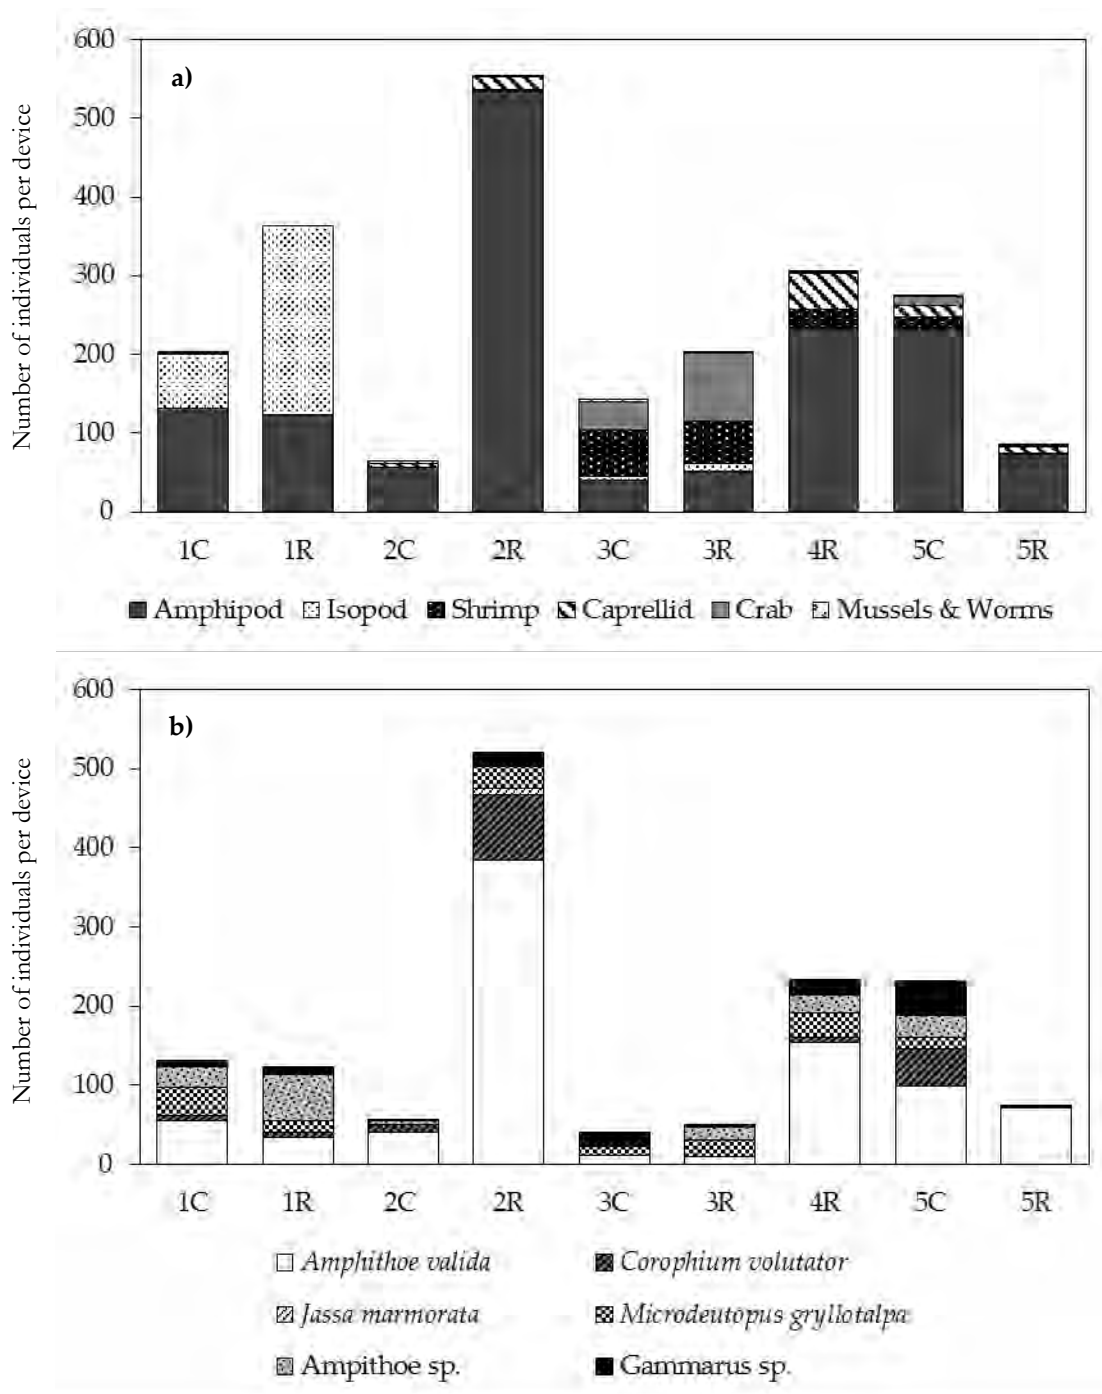 600
a)
500
400
300
200
100
0
Number of individuals per device
1C 1R 2C 2R 3C 3R 4R 5C 5R
Amphipod Isopod Shrimp Caprellid Crab Mussels & Worms
600
b)
500
400
300
200
100
0
Number of individuals per device
1C 1R 2C 2R 3C 3R 4R 5C 5R
Amphithoe valida Corophium volutator
Jassa marmorata Microdeutopus gryllotalpa
Ampithoe sp. Gammarus sp.